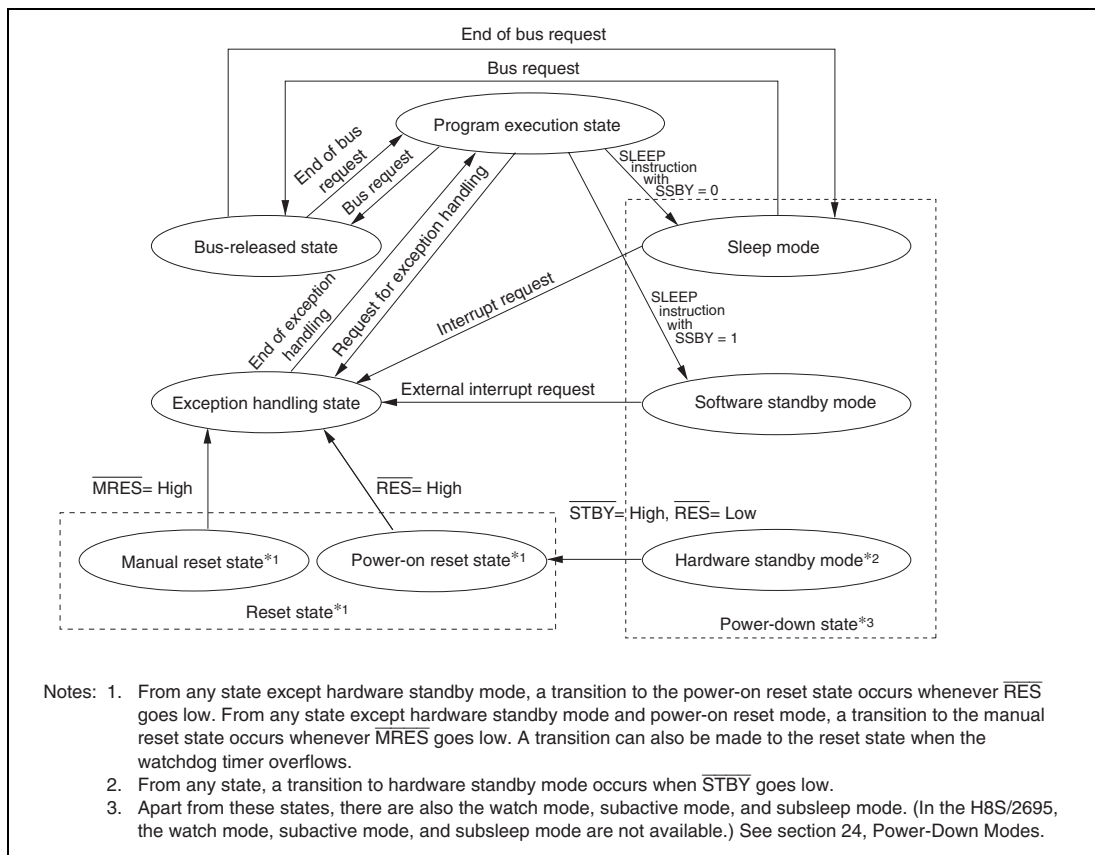 End of bus request
Bus request
Program execution state
End of bus
request
Bus request
SLEEP
instruction
with
SSBY = 0
Bus-released state
Sleep mode
End of exception
handling
Request for exception handling
Interrupt request
SLEEP
instruction
with
SSBY = 1
External interrupt request
Exception handling state
Software standby mode
M̅R̅E̅S̅= High
R̅E̅S̅= High
S̅T̅B̅Y̅= High, R̅E̅S̅= Low
Manual reset state*1
Power-on reset state*1
Hardware standby mode*2
Reset state*1
Power-down state*3
Notes: 1. From any state except hardware standby mode, a transition to the power-on reset state occurs whenever R̅E̅S̅
goes low. From any state except hardware standby mode and power-on reset mode, a transition to the manual
reset state occurs whenever M̅R̅E̅S̅ goes low. A transition can also be made to the reset state when the
watchdog timer overflows.
2. From any state, a transition to hardware standby mode occurs when S̅T̅B̅Y̅ goes low.
3. Apart from these states, there are also the watch mode, subactive mode, and subsleep mode. (In the H8S/2695,
the watch mode, subactive mode, and subsleep mode are not available.) See section 24, Power-Down Modes.